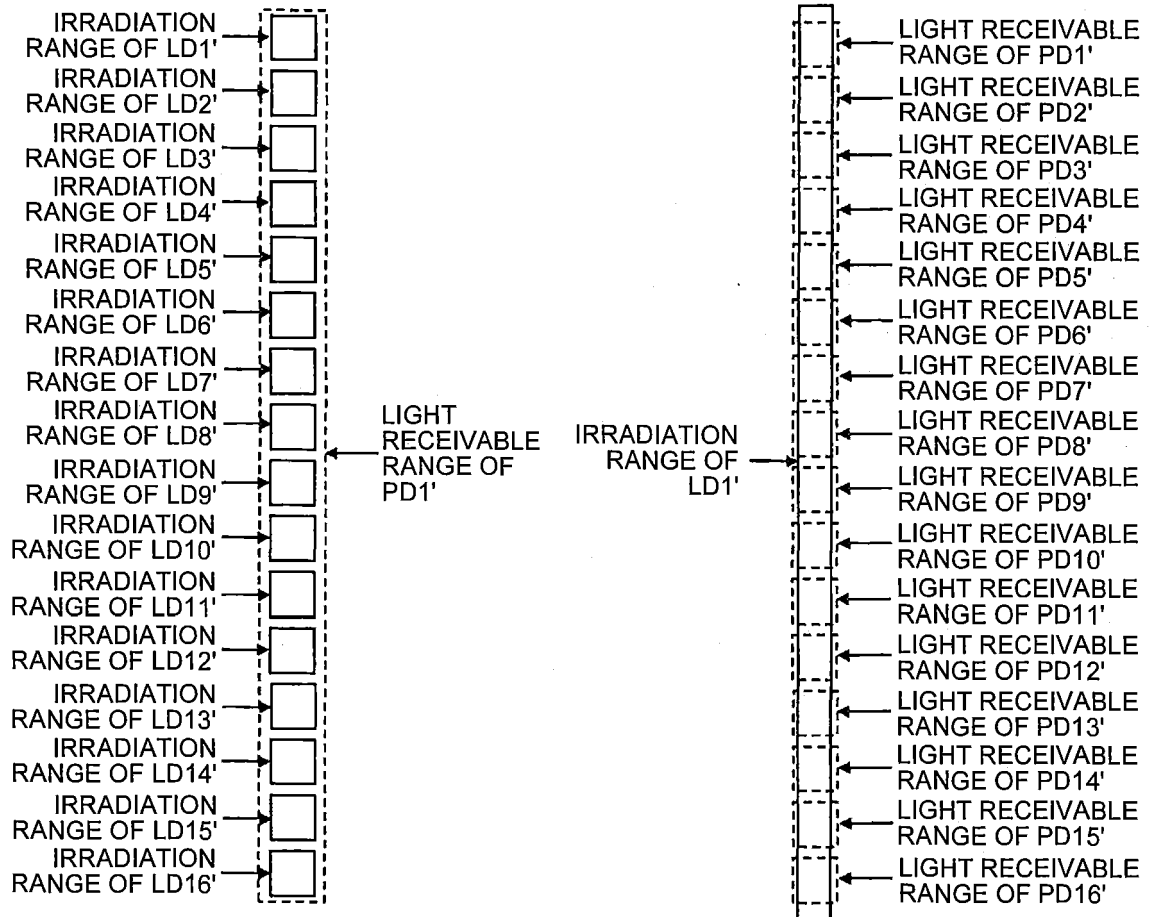 IRRADIATION
RANGE OF LD1'
IRRADIATION
RANGE OF LD2'
IRRADIATION
RANGE OF LD3'
IRRADIATION
RANGE OF LD4'
IRRADIATION
RANGE OF LD5'
IRRADIATION
RANGE OF LD6'
IRRADIATION
RANGE OF LD7'
IRRADIATION
RANGE OF LD8'
IRRADIATION
RANGE OF LD9'
IRRADIATION
RANGE OF LD10'
IRRADIATION
RANGE OF LD11'
IRRADIATION
RANGE OF LD12'
IRRADIATION
RANGE OF LD13'
IRRADIATION
RANGE OF LD14'
IRRADIATION
RANGE OF LD15'
IRRADIATION
RANGE OF LD16'
LIGHT
RECEIVABLE
RANGE OF
PD1'
IRRADIATION
RANGE OF
LD1'
LIGHT RECEIVABLE
RANGE OF PD1'
LIGHT RECEIVABLE
RANGE OF PD2'
LIGHT RECEIVABLE
RANGE OF PD3'
LIGHT RECEIVABLE
RANGE OF PD4'
LIGHT RECEIVABLE
RANGE OF PD5'
LIGHT RECEIVABLE
RANGE OF PD6'
LIGHT RECEIVABLE
RANGE OF PD7'
LIGHT RECEIVABLE
RANGE OF PD8'
LIGHT RECEIVABLE
RANGE OF PD9'
LIGHT RECEIVABLE
RANGE OF PD10'
LIGHT RECEIVABLE
RANGE OF PD11'
LIGHT RECEIVABLE
RANGE OF PD12'
LIGHT RECEIVABLE
RANGE OF PD13'
LIGHT RECEIVABLE
RANGE OF PD14'
LIGHT RECEIVABLE
RANGE OF PD15'
LIGHT RECEIVABLE
RANGE OF PD16'